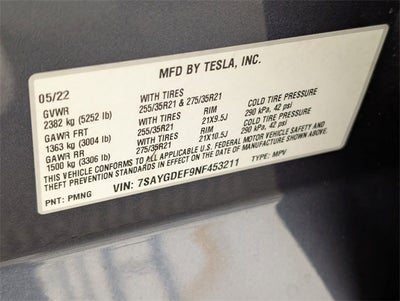 MFD BY TESLA, INC.
05/22
GVWR WITH TIRES RIM COLD TIRE PRESSURE
2382 kg (5252 lb) 255/35R21 & 275/35R21 21X9.5J 290 kPa, 42 psi
GAWR FRT WITH TIRES RIM COLD TIRE PRESSURE
1363 kg (3004 lb) 255/35R21 21X9.5J 290 kPa, 42 psi
GAWR RR WITH TIRES RIM COLD TIRE PRESSURE
1500 kg (3306 lb) 275/35R21 21X10.5J 290 kPa, 42 psi
THIS VEHICLE CONFORMS TO ALL APPLICABLE U.S. FEDERAL MOTOR VEHICLE SAFETY AND
THEFT PREVENTION STANDARDS IN EFFECT ON THE DATE OF MANUFACTURE SHOWN ABOVE.
VIN: 7SAYGDEF9NF453211 TYPE: MPV
PNT: PMNG